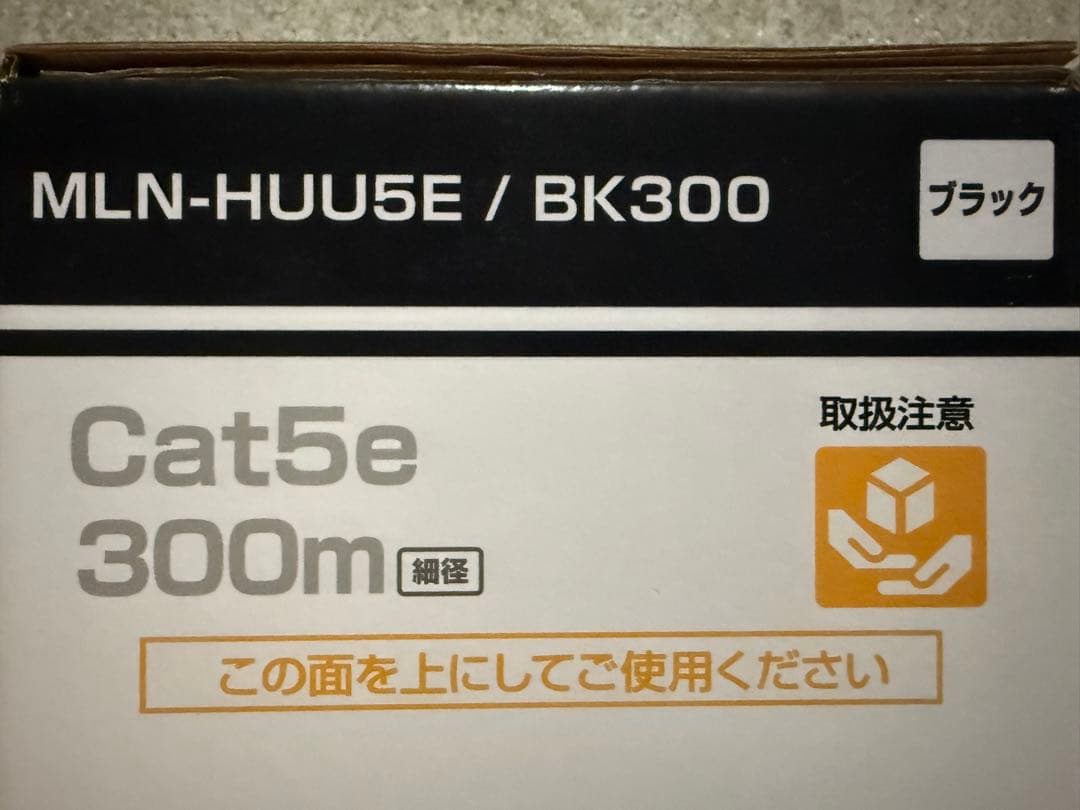 MLN-HUU5E / BK300
ブラック
Cat5e
取扱注意
300m 細径
この面を上にしてご使用ください